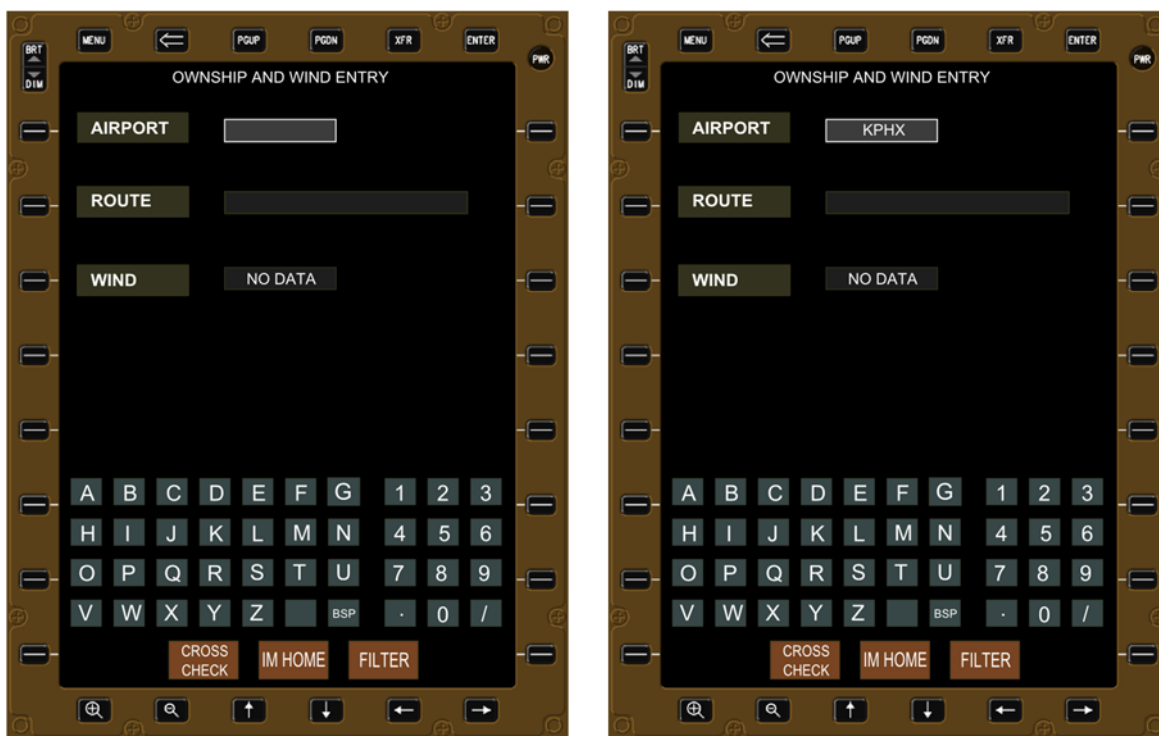 MENU PGUP PGDN XFR ENTER
BRT
DIM
PWR
OWNSHIP AND WIND ENTRY
AIRPORT
ROUTE
WIND NO DATA
A B C D E F G 1 2 3
H I J K L M N 4 5 6
O P Q R S T U 7 8 9
V W X Y Z BSP . 0 /
CROSS CHECK IM HOME FILTER
MENU PGUP PGDN XFR ENTER
BRT
DIM
PWR
OWNSHIP AND WIND ENTRY
AIRPORT KPHX
ROUTE
WIND NO DATA
A B C D E F G 1 2 3
H I J K L M N 4 5 6
O P Q R S T U 7 8 9
V W X Y Z BSP . 0 /
CROSS CHECK IM HOME FILTER